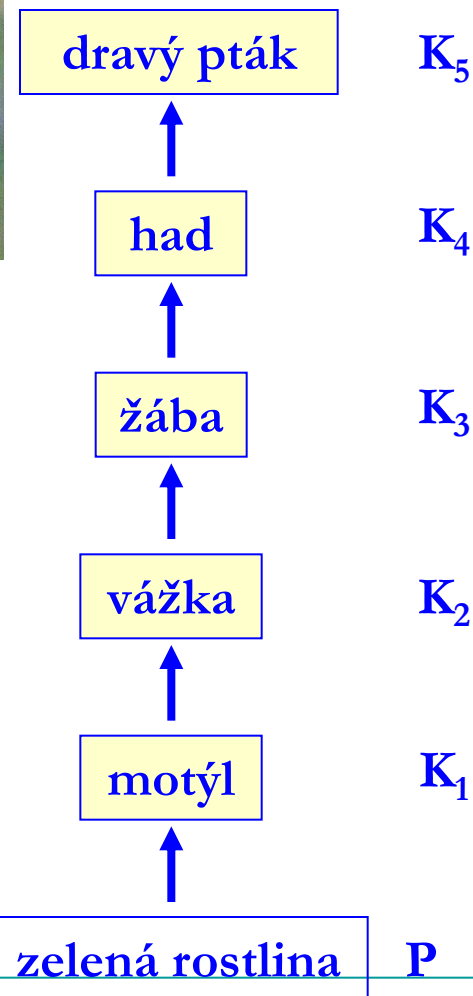 dravý pták K₅
had K₄
žába K₃
vážka K₂
motýl K₁
zelená rostlina P